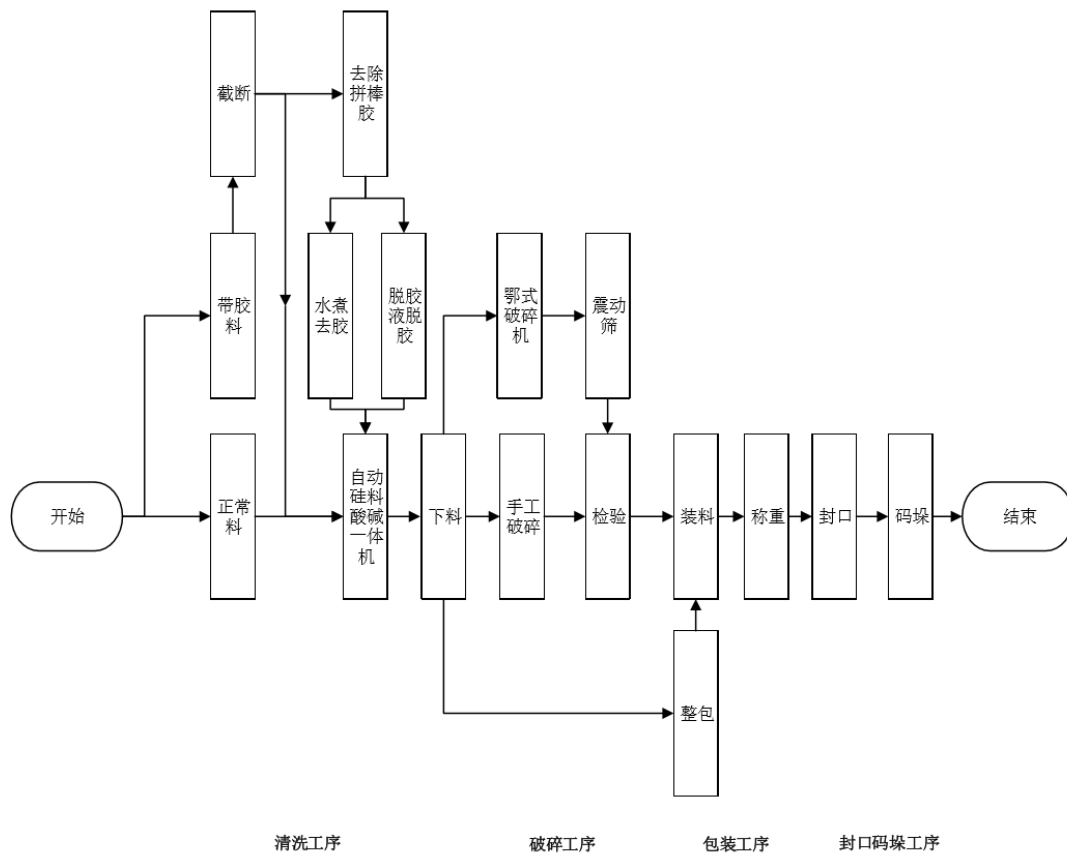 截断
去除
拼棒
胶
带胶
料
水煮
去胶
脱胶
液脱
胶
鄂式
破碎
机
震动
筛
开始
正常
料
自动
硅料
酸碱
一体
机
下料
手工
破碎
检验
装料
称重
封口
码垛
结束
整包
清洗工序
破碎工序
包装工序
封口码垛工序